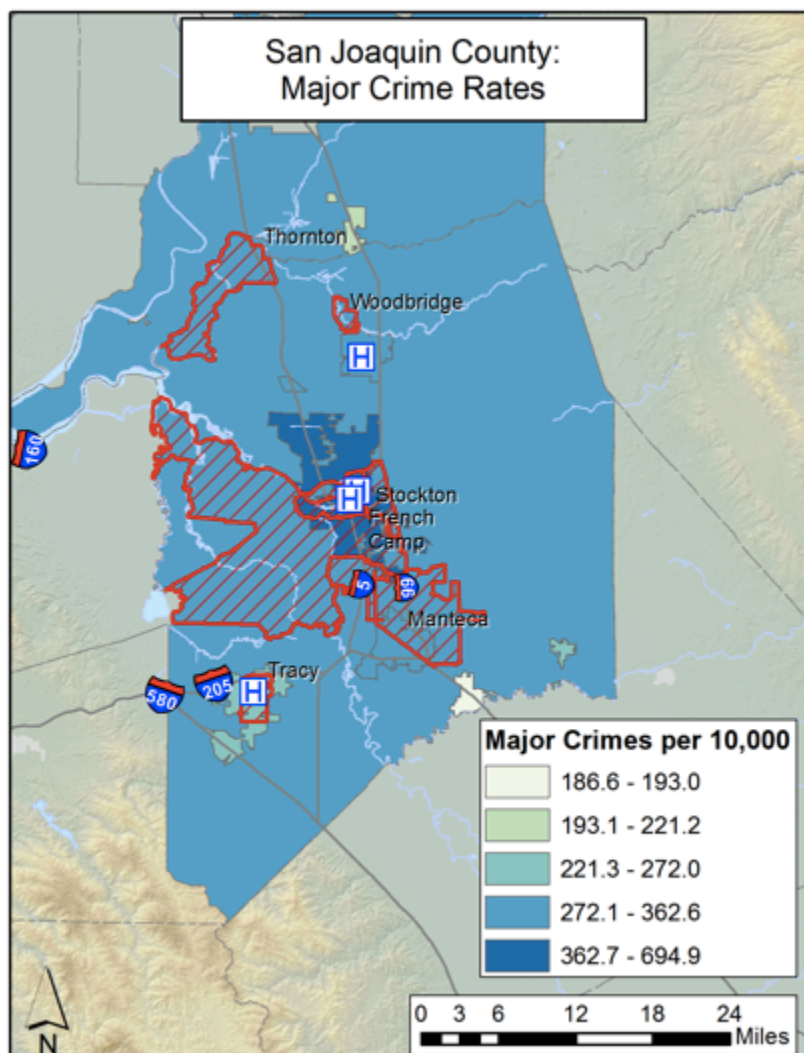 San Joaquin County:
Major Crime Rates
Thornton
Woodbridge
H
160
H
Stockton
French
Camp
5
99
Manteca
Tracy
580
205
H
Major Crimes per 10,000
186.6 - 193.0
193.1 - 221.2
221.3 - 272.0
272.1 - 362.6
362.7 - 694.9
N
0 3 6 12 18 24
Miles